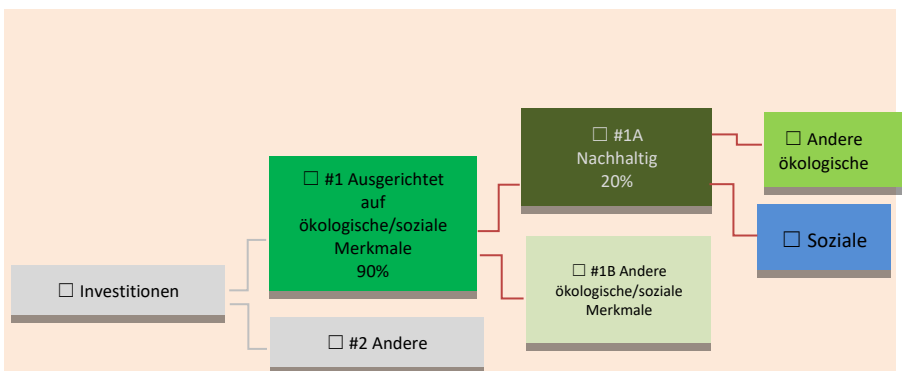 ☐ Investitionen
☐ #1 Ausgerichtet
auf
ökologische/soziale
Merkmale
90%
☐ #2 Andere
☐ #1A
Nachhaltig
20%
☐ #1B Andere
ökologische/soziale
Merkmale
☐ Andere
ökologische
☐ Soziale